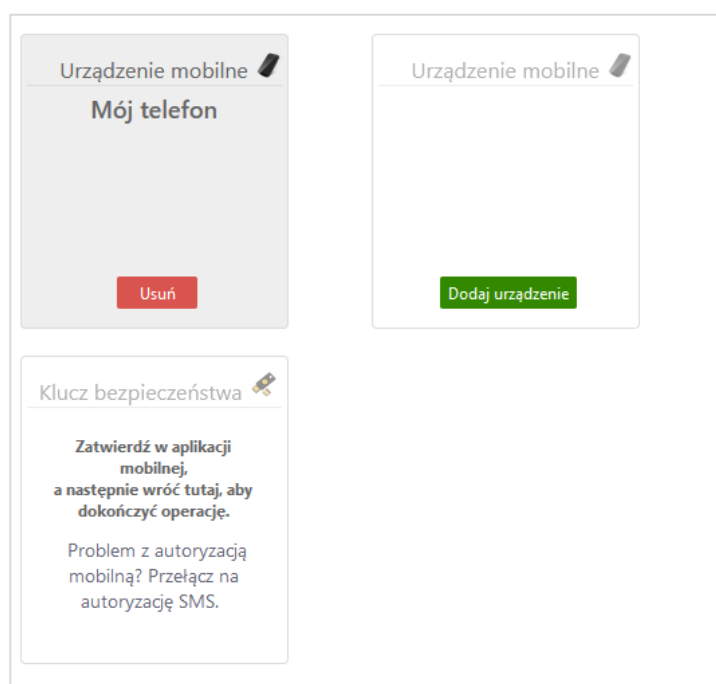 Urządzenie mobilne
Mój telefon
Usuń
Urządzenie mobilne
Dodaj urządzenie
Klucz bezpieczeństwa
Zatwierdź w aplikacji
mobilnej,
a następnie wróć tutaj, aby
dokończyć operację.
Problem z autoryzacją
mobilną? Przełącz na
autoryzację SMS.